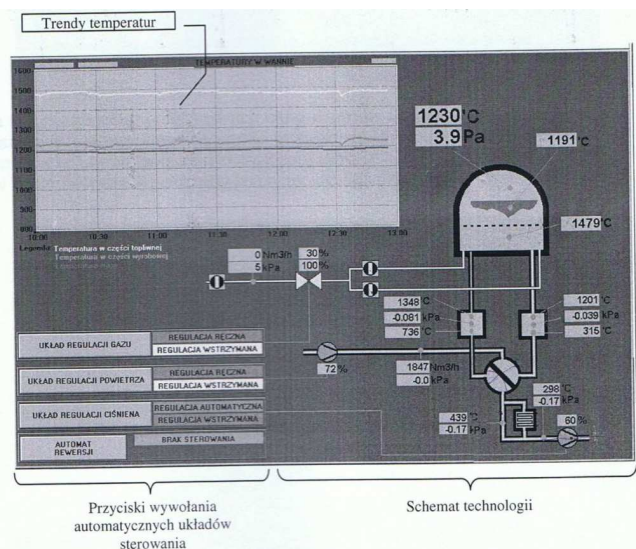 Trendy temperatur
TEMPERATURY W WANNIE
1600
1500
1400
1300
1200
1100
1000
900
10:00
10:30
11:00
11:30
12:00
12:30
13:00
Legenda: Temperatura w części topliwnej
Temperatura w części wyrobowej
1230 °C
3.9 Pa
1191 °C
1479 °C
0 Nm3/h
5 kPa
30 %
100 %
1348 °C
-0.081 kPa
736 °C
1201 °C
-0.039 kPa
315 °C
72 %
1847 Nm3/h
-0.0 kPa
298 °C
-0.17 kPa
439 °C
-0.17 kPa
60 %
UKŁAD REGULACJI GAZU
REGULACJA RĘCZNA
REGULACJA WSTRZYMANA
UKŁAD REGULACJI POWIETRZA
REGULACJA RĘCZNA
REGULACJA WSTRZYMANA
UKŁAD REGULACJI CIŚNIENIA
REGULACJA AUTOMATYCZNA
REGULACJA WSTRZYMANA
AUTOMAT REWERSJI
BRAK STEROWANIA
Przyciski wywołania
automatycznych układów
sterowania
Schemat technologii